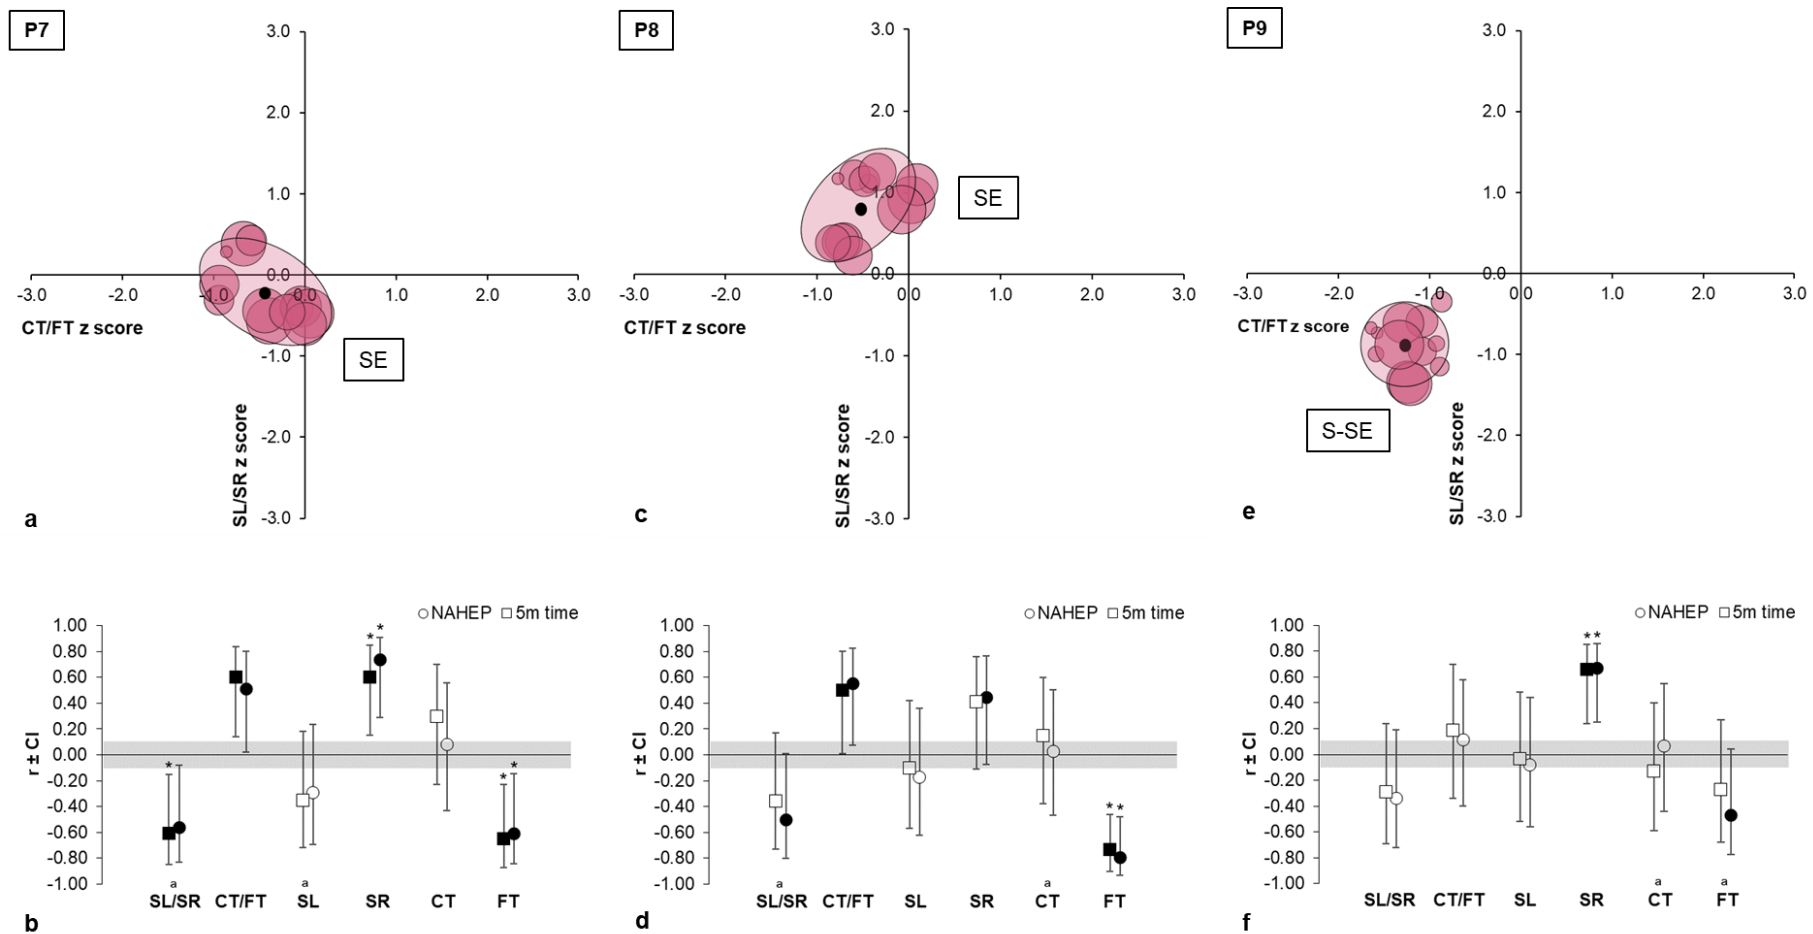 P7
3.0
2.0
1.0
0.0
-3.0
-2.0
-1.0
0.0
1.0
2.0
3.0
CT/FT z score
SE
-1.0
-2.0
-3.0
SL/SR z score
a
P8
3.0
2.0
1.0
0.0
-3.0
-2.0
-1.0
0.0
1.0
2.0
3.0
CT/FT z score
SE
-1.0
-2.0
-3.0
SL/SR z score
c
P9
3.0
2.0
1.0
0.0
-3.0
-2.0
-1.0
0.0
1.0
2.0
3.0
CT/FT z score
S-SE
-1.0
-2.0
-3.0
SL/SR z score
e
NAHEP 5m time
1.00
0.80
0.60
0.40
0.20
0.00
-0.20
-0.40
-0.60
-0.80
-1.00
r ± CI
* * * * *
a a
SL/SR CT/FT SL SR CT FT
b
NAHEP 5m time
1.00
0.80
0.60
0.40
0.20
0.00
-0.20
-0.40
-0.60
-0.80
-1.00
r ± CI
* *
a a
SL/SR CT/FT SL SR CT FT
d
NAHEP 5m time
1.00
0.80
0.60
0.40
0.20
0.00
-0.20
-0.40
-0.60
-0.80
-1.00
r ± CI
* *
a a
SL/SR CT/FT SL SR CT FT
f